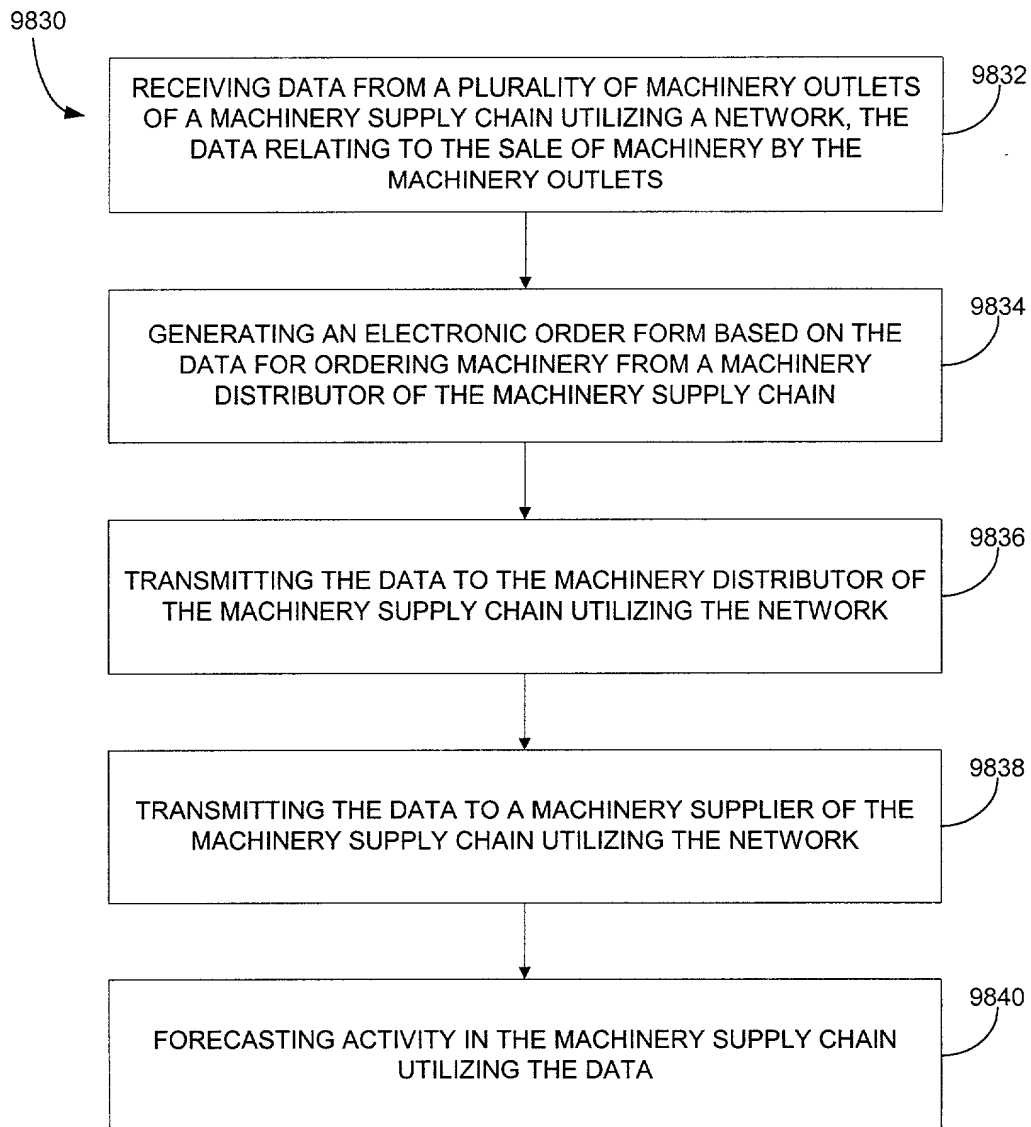 9830
RECEIVING DATA FROM A PLURALITY OF MACHINERY OUTLETS
OF A MACHINERY SUPPLY CHAIN UTILIZING A NETWORK, THE
DATA RELATING TO THE SALE OF MACHINERY BY THE
MACHINERY OUTLETS
9832
GENERATING AN ELECTRONIC ORDER FORM BASED ON THE
DATA FOR ORDERING MACHINERY FROM A MACHINERY
DISTRIBUTOR OF THE MACHINERY SUPPLY CHAIN
9834
TRANSMITTING THE DATA TO THE MACHINERY DISTRIBUTOR OF
THE MACHINERY SUPPLY CHAIN UTILIZING THE NETWORK
9836
TRANSMITTING THE DATA TO A MACHINERY SUPPLIER OF THE
MACHINERY SUPPLY CHAIN UTILIZING THE NETWORK
9838
FORECASTING ACTIVITY IN THE MACHINERY SUPPLY CHAIN
UTILIZING THE DATA
9840